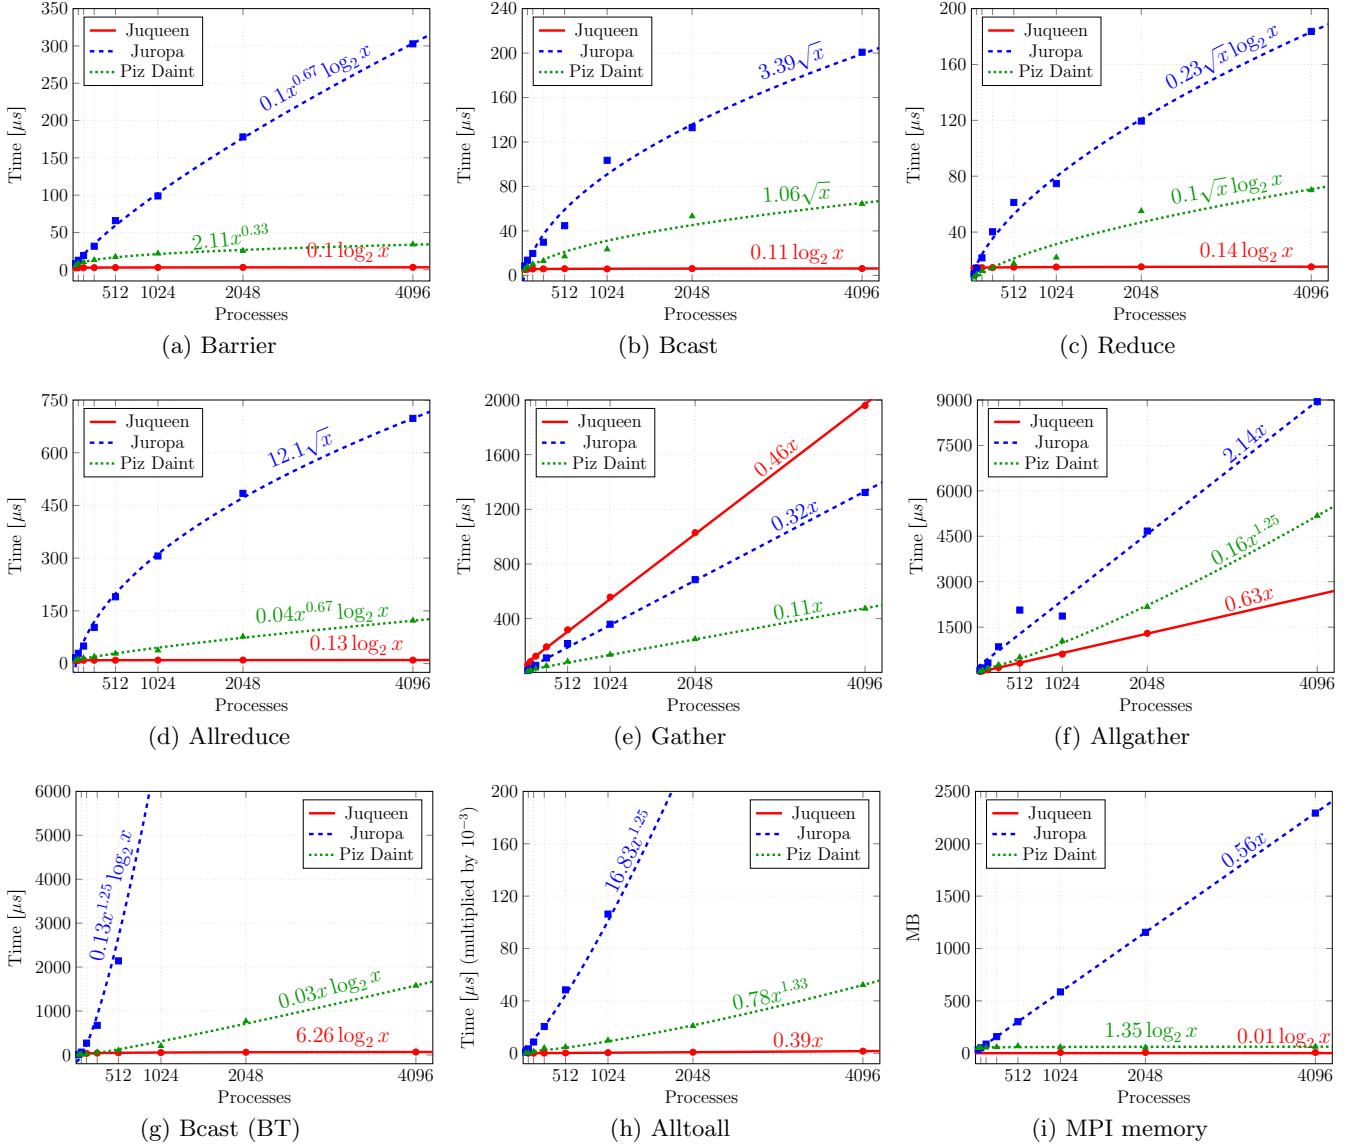 350
300
250
200
150
100
50
0
Time [μs]
Juqueen
Juropa
Piz Daint
0.1x^0.67 log₂ x
2.11x^0.33
0.1 log₂ x
512 1024 2048 4096
Processes
(a) Barrier
240
200
160
120
80
40
0
Time [μs]
Juqueen
Juropa
Piz Daint
3.39√x
1.06√x
0.11 log₂ x
512 1024 2048 4096
Processes
(b) Bcast
200
160
120
80
40
Time [μs]
Juqueen
Juropa
Piz Daint
0.23√x log₂ x
0.1√x log₂ x
0.14 log₂ x
512 1024 2048 4096
Processes
(c) Reduce
750
600
450
300
150
0
Time [μs]
Juqueen
Juropa
Piz Daint
12.1√x
0.04x^0.67 log₂ x
0.13 log₂ x
512 1024 2048 4096
Processes
(d) Allreduce
2000
1600
1200
800
400
Time [μs]
Juqueen
Juropa
Piz Daint
0.46x
0.32x
0.11x
512 1024 2048 4096
Processes
(e) Gather
9000
7500
6000
4500
3000
1500
Time [μs]
Juqueen
Juropa
Piz Daint
2.14x
0.16x^1.25
0.63x
512 1024 2048 4096
Processes
(f) Allgather
6000
5000
4000
3000
2000
1000
0
Time [μs]
Juqueen
Juropa
Piz Daint
0.13x^1.25 log₂ x
0.03x log₂ x
6.26 log₂ x
512 1024 2048 4096
Processes
(g) Bcast (BT)
200
160
120
80
40
0
Time [μs] (multiplied by 10^−3)
Juqueen
Juropa
Piz Daint
16.83x^1.25
0.78x^1.33
0.39x
512 1024 2048 4096
Processes
(h) Alltoall
2500
2000
1500
1000
500
0
MB
Juqueen
Juropa
Piz Daint
0.56x
1.35 log₂ x
0.01 log₂ x
512 1024 2048 4096
Processes
(i) MPI memory